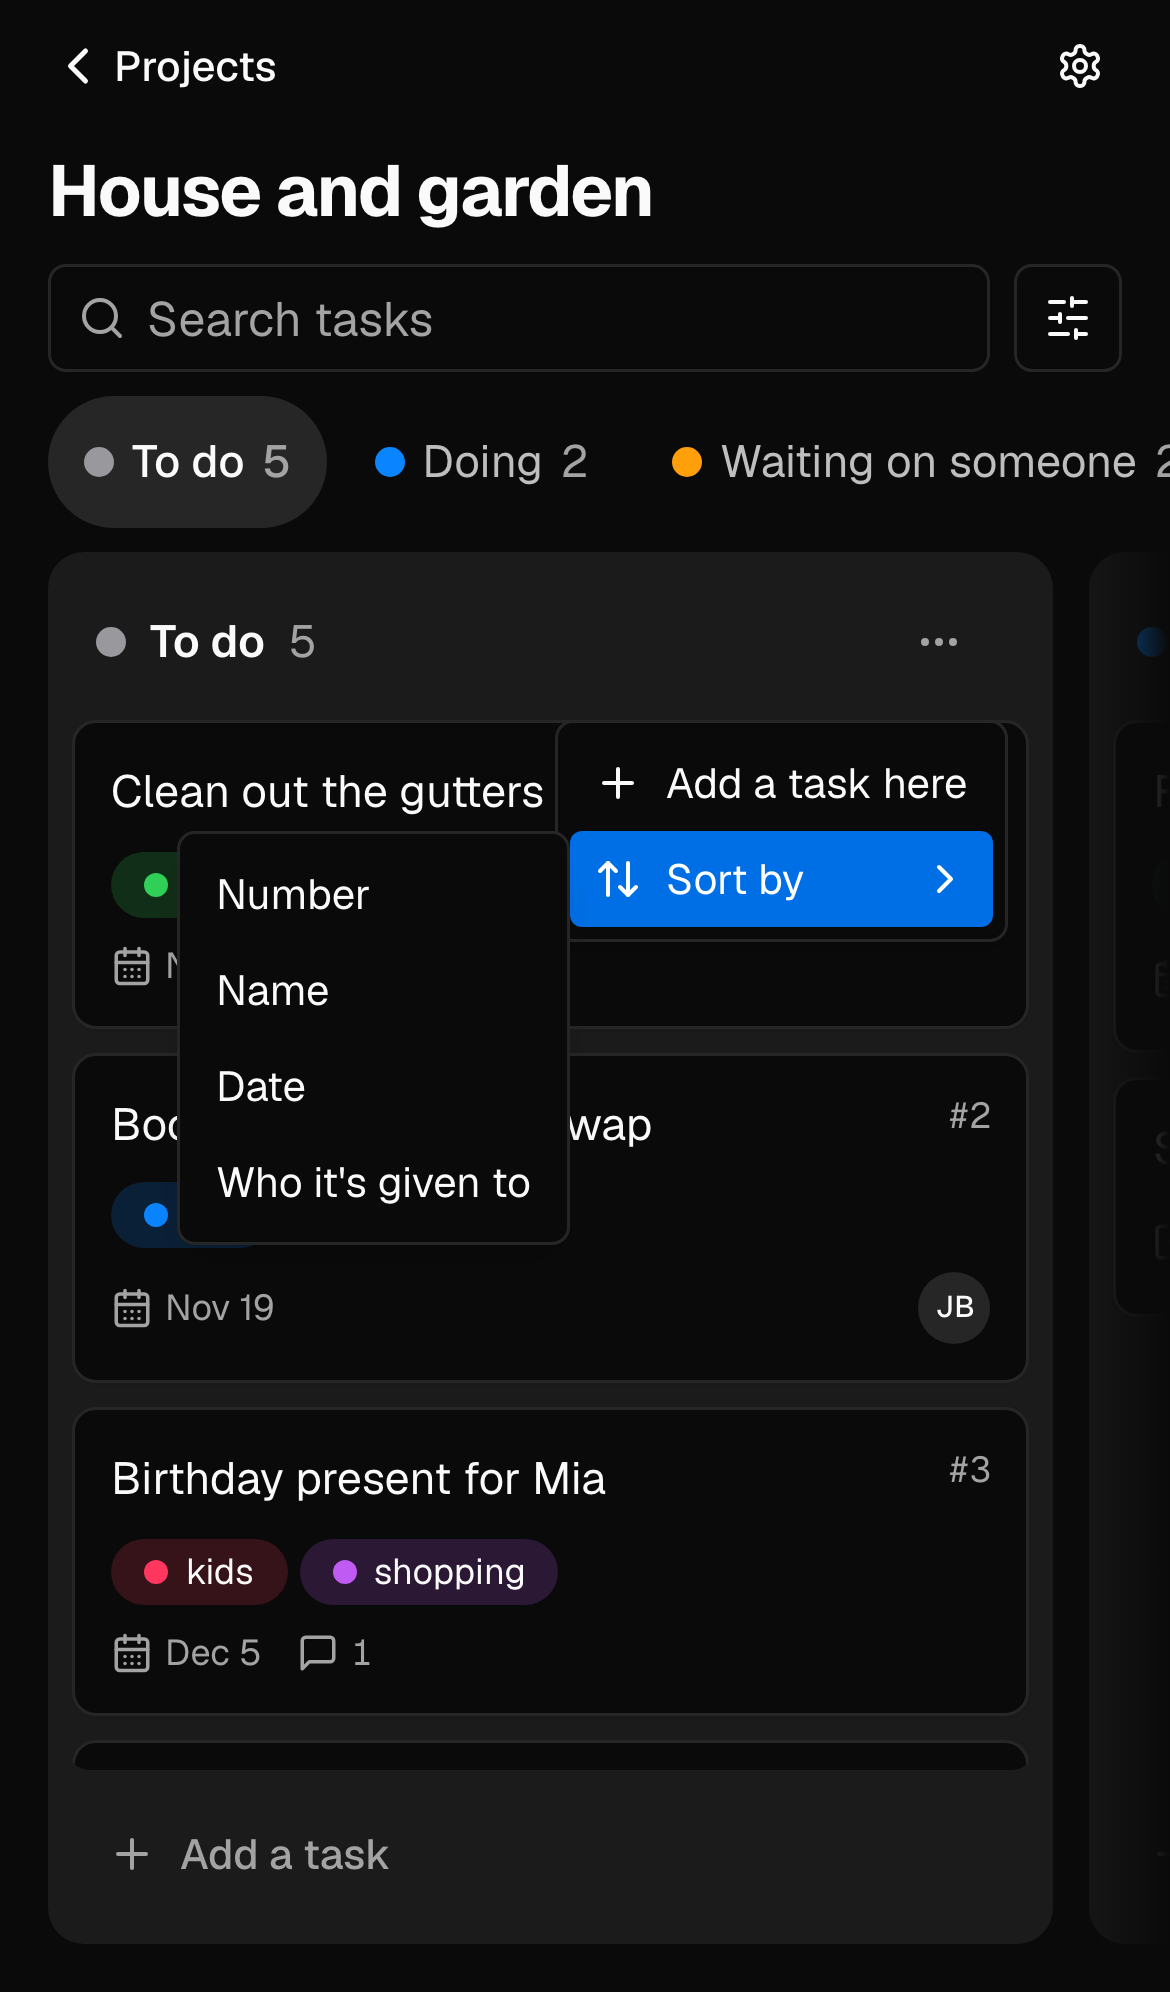 Projects
House and garden
Search tasks
To do 5 Doing 2 Waiting on someone
To do 5
Clean out the gutters
Add a task here
Sort by
Number
Name
Date
Who it's given to
#2
Nov 19
JB
Birthday present for Mia #3
kids shopping
Dec 5 1
Add a task